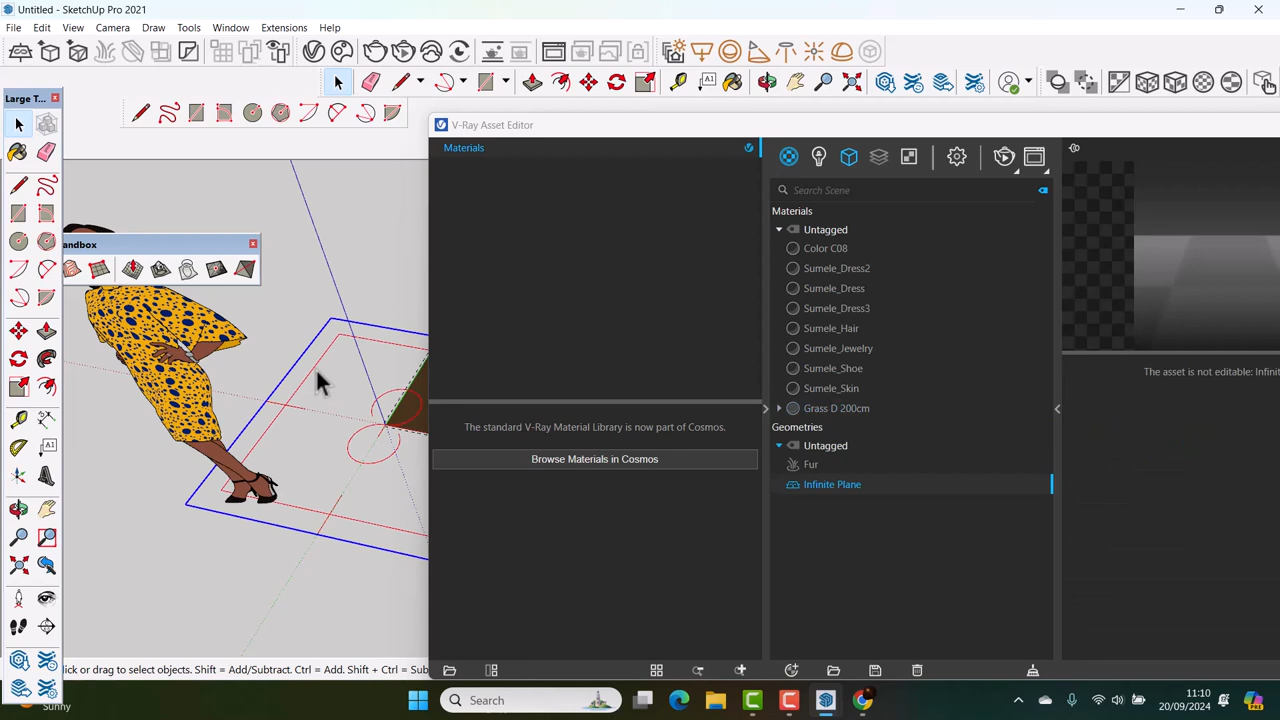 Untitled - SketchUp Pro 2021
File Edit View Camera Draw Tools Window Extensions Help
Large T...
V-Ray Asset Editor
Materials
Search Scene
Materials
Untagged
Color C08
Sumele_Dress2
Sumele_Dress
Sumele_Dress3
Sumele_Hair
Sumele_Jewelry
Sumele_Shoe
Sumele_Skin
Grass D 200cm
Geometries
Untagged
Fur
Infinite Plane
The asset is not editable: Infinit
andbox
The standard V-Ray Material Library is now part of Cosmos.
Browse Materials in Cosmos
lick or drag to select objects. Shift = Add/Subtract. Ctrl = Add. Shift + Ctrl = Sub
Sunny
Search
11:10
20/09/2024